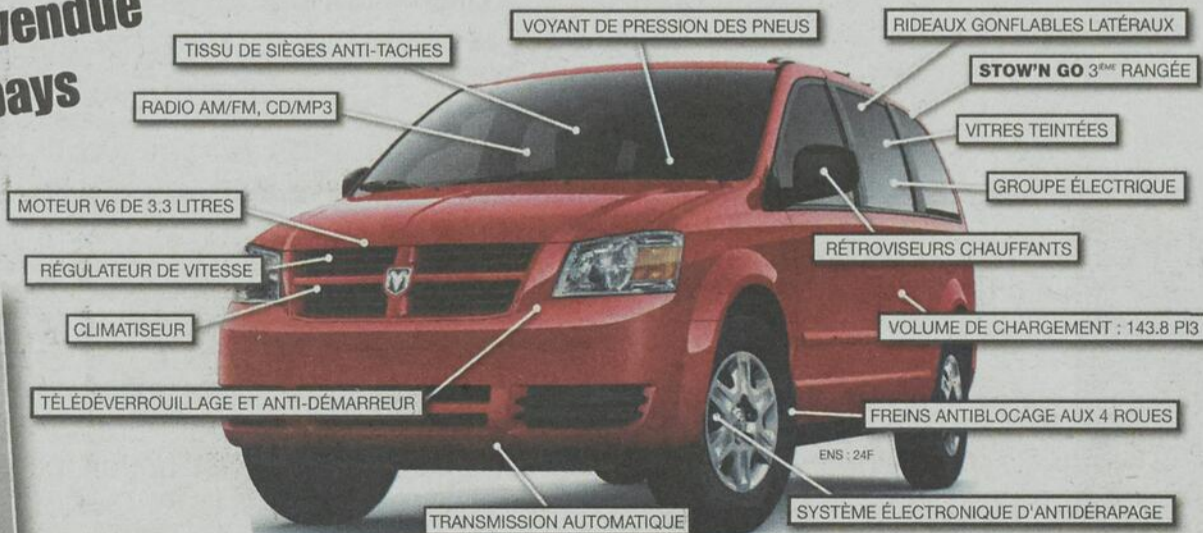 vendue
pays
VOYANT DE PRESSION DES PNEUS
RIDEAUX GONFLABLES LATÉRAUX
TISSU DE SIÈGES ANTI-TACHES
STOW'N GO 3ÈME RANGÉE
RADIO AM/FM, CD/MP3
VITRES TEINTÉES
GROUPE ÉLECTRIQUE
MOTEUR V6 DE 3.3 LITRES
RÉTROVISEURS CHAUFFANTS
RÉGULATEUR DE VITESSE
CLIMATISEUR
VOLUME DE CHARGEMENT : 143.8 PI3
TÉLÉDÉVERROUILLAGE ET ANTI-DÉMARREUR
FREINS ANTIBLOCAGE AUX 4 ROUES
ENS : 24F
TRANSMISSION AUTOMATIQUE
SYSTÈME ÉLECTRONIQUE D'ANTIDÉRAPAGE